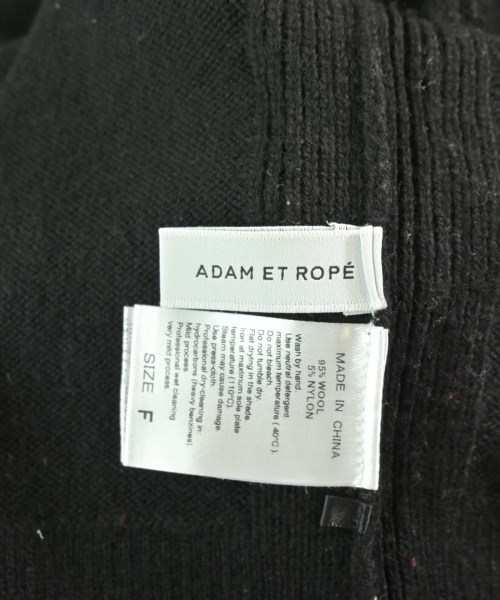 ADAM ET ROPÉ
MADE IN CHINA
95% WOOL
5% NYLON
Wash by hand.
Use neutral detergent.
maximum temperature ( 40°C ).
Do not bleach.
Do not tumble dry.
Flat drying in the shade.
Iron at maximum sole plate
temperature (110°C).
Steam may cause damage.
Use press-cloth.
Professional dry-cleaning in
hydrocarbons (heavy benzines)
Mild process.
Professional wet cleaning
very mild process.
SIZE F